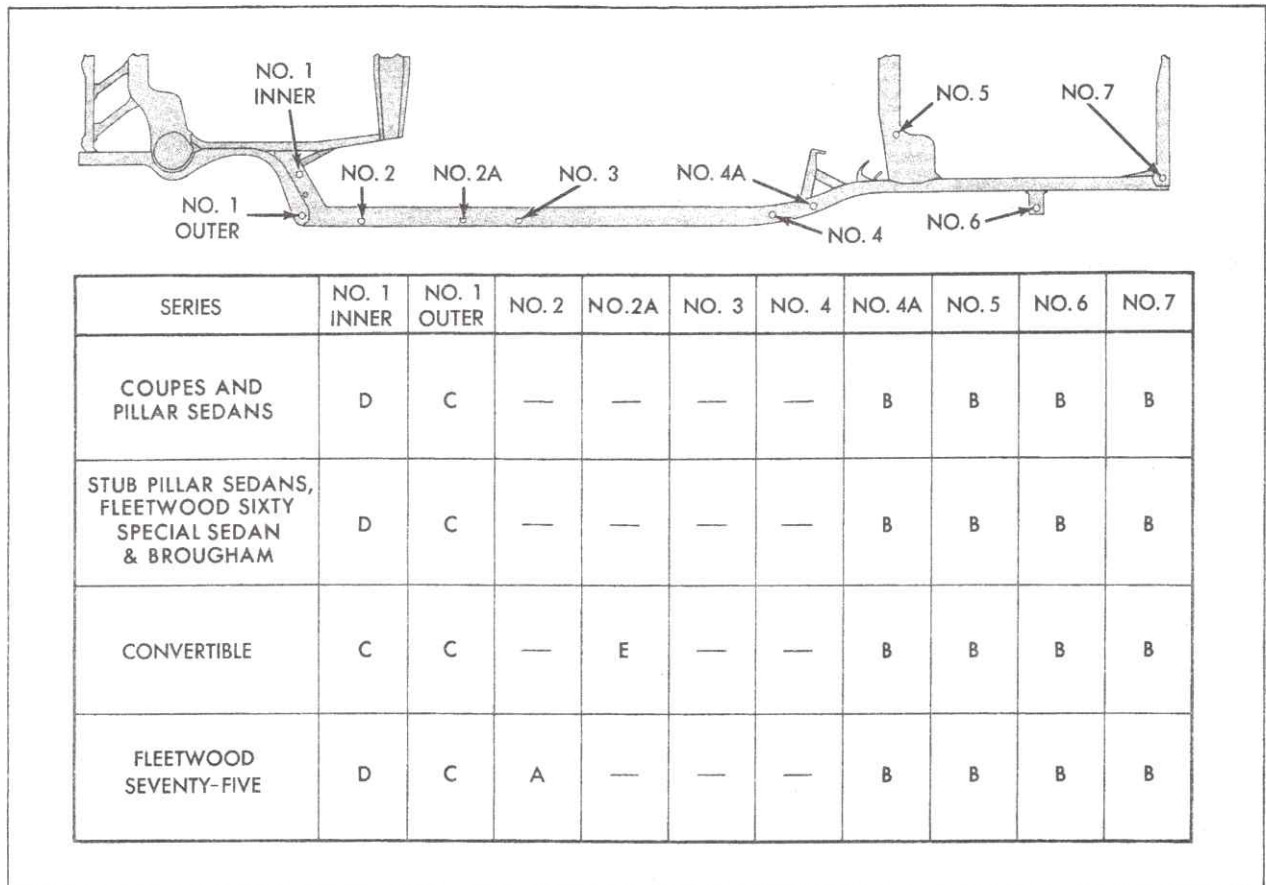 NO. 1
INNER
NO. 5
NO. 7
NO. 2
NO. 2A
NO. 3
NO. 4A
NO. 1
OUTER
NO. 4
NO. 6
SERIES
NO. 1
INNER
NO. 1
OUTER
NO. 2
NO.2A
NO. 3
NO. 4
NO. 4A
NO. 5
NO. 6
NO. 7
COUPES AND
PILLAR SEDANS
D
C
—
—
—
—
B
B
B
B
STUB PILLAR SEDANS,
FLEETWOOD SIXTY
SPECIAL SEDAN
& BROUGHAM
D
C
—
—
—
—
B
B
B
B
CONVERTIBLE
C
C
—
E
—
—
B
B
B
B
FLEETWOOD
SEVENTY-FIVE
D
C
A
—
—
—
B
B
B
B